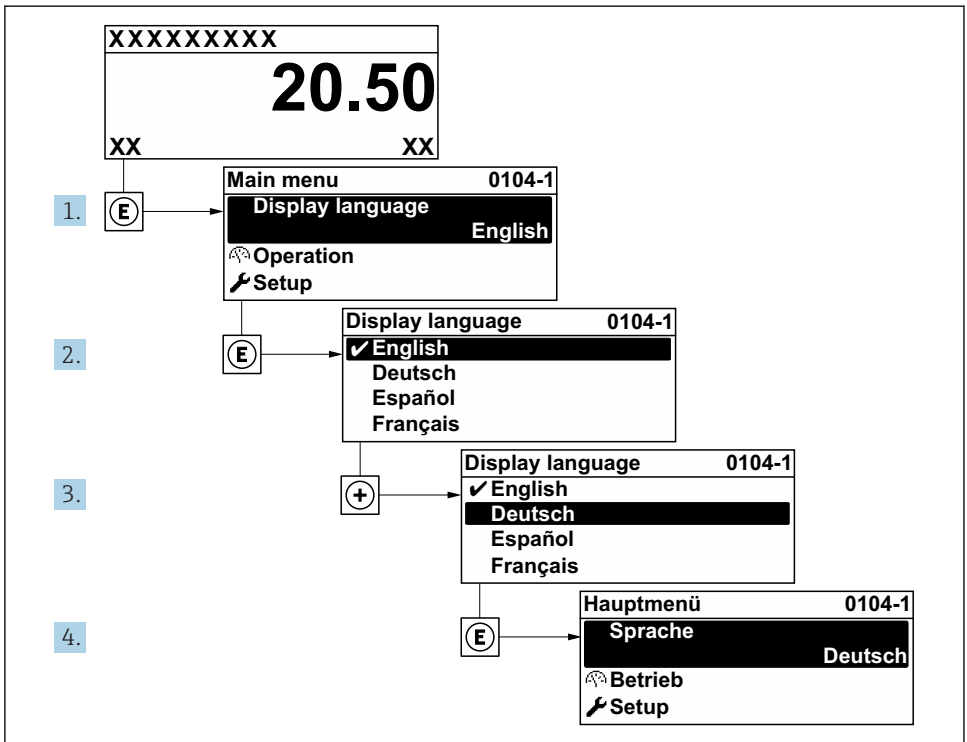 XXXXXXXXX
20.50
XX XX
1. E
Main menu 0104-1
Display language
English
Operation
Setup
2. E
Display language 0104-1
✔English
Deutsch
Español
Français
3. +
Display language 0104-1
✔English
Deutsch
Español
Français
4. E
Hauptmenü 0104-1
Sprache
Deutsch
Betrieb
Setup